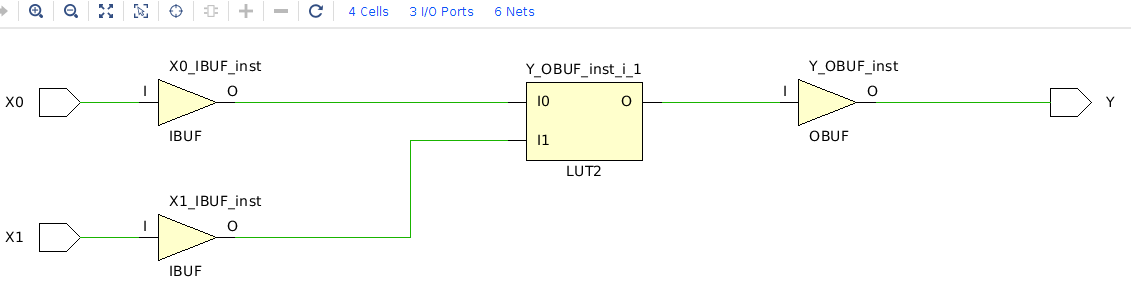 4 Cells 3 I/O Ports 6 Nets
X0_IBUF_inst
Y_OBUF_inst_i_1
Y_OBUF_inst
X0 I O
I0 O
I O
Y
IBUF
I1
OBUF
LUT2
X1_IBUF_inst
X1 I O
IBUF